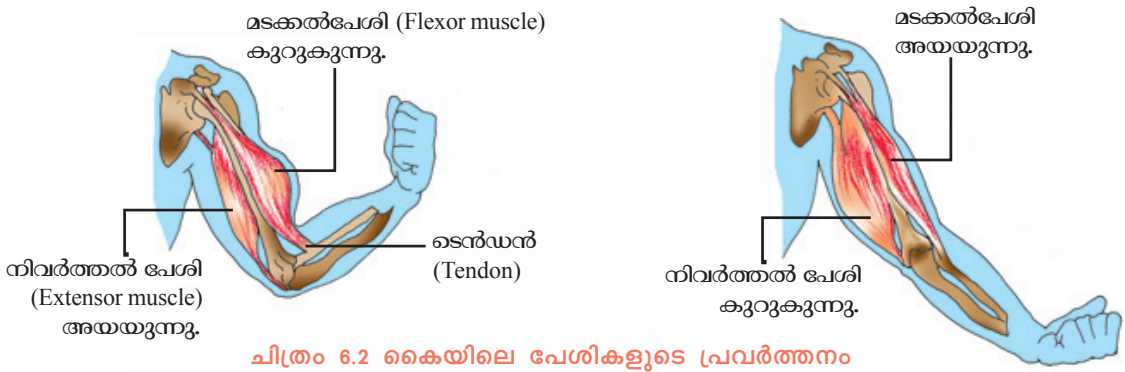 മടക്കൽപേശി (Flexor muscle)
കുറുകുന്നു.
നിവർത്തൽ പേശി
(Extensor muscle)
അയയുന്നു.
ടെൻഡൻ
(Tendon)
മടക്കൽപേശി
അയയുന്നു.
നിവർത്തൽ പേശി
കുറുകുന്നു.
ചിത്രം 6.2 കൈയിലെ പേശികളുടെ പ്രവർത്തനം